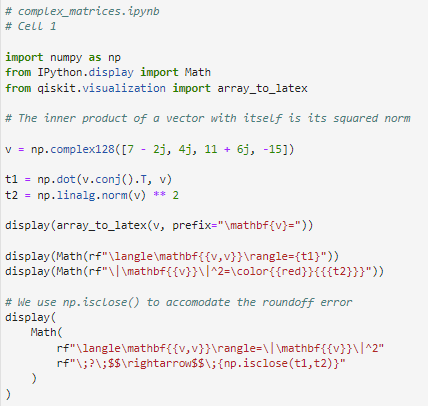 # complex_matrices.ipynb
# Cell 1
import numpy as np
from IPython.display import Math
from qiskit.visualization import array_to_latex
# The inner product of a vector with itself is its squared norm
v = np.complex128([7 - 2j, 4j, 11 + 6j, -15])
t1 = np.dot(v.conj().T, v)
t2 = np.linalg.norm(v) ** 2
display(array_to_latex(v, prefix="\mathbf{v}="))
display(Math(rf"\langle\mathbf{{v,v}}\rangle={t1}"))
display(Math(rf"\|\mathbf{{v}}\|^2=\color{{red}}{{{t2}}}"))
# We use np.isclose() to accomodate the roundoff error
display(
    Math(
        rf"\langle\mathbf{{v,v}}\rangle=\|\mathbf{{v}}\|^2"
        rf"\;?\;$$\rightarrow$$\;{np.isclose(t1,t2)}"
    )
)